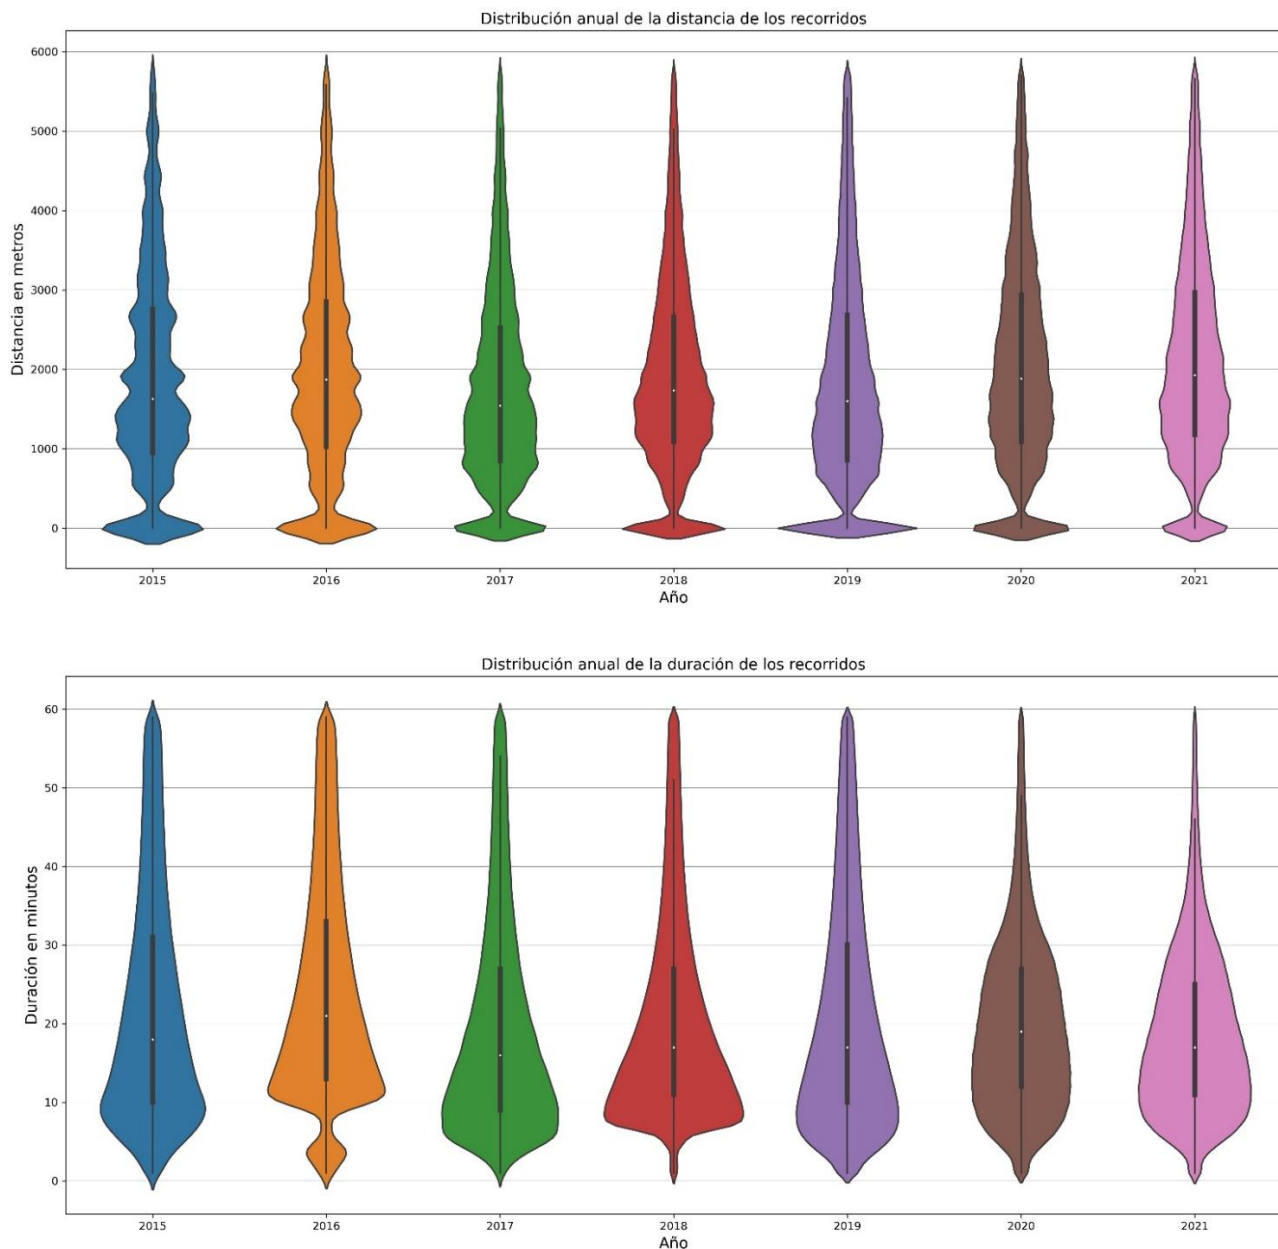 Distribución anual de la distancia de los recorridos
6000
5000
4000
3000
2000
1000
0
Distancia en metros
2015 2016 2017 2018 2019 2020 2021
Año
Distribución anual de la duración de los recorridos
60
50
40
30
20
10
0
Duración en minutos
2015 2016 2017 2018 2019 2020 2021
Año